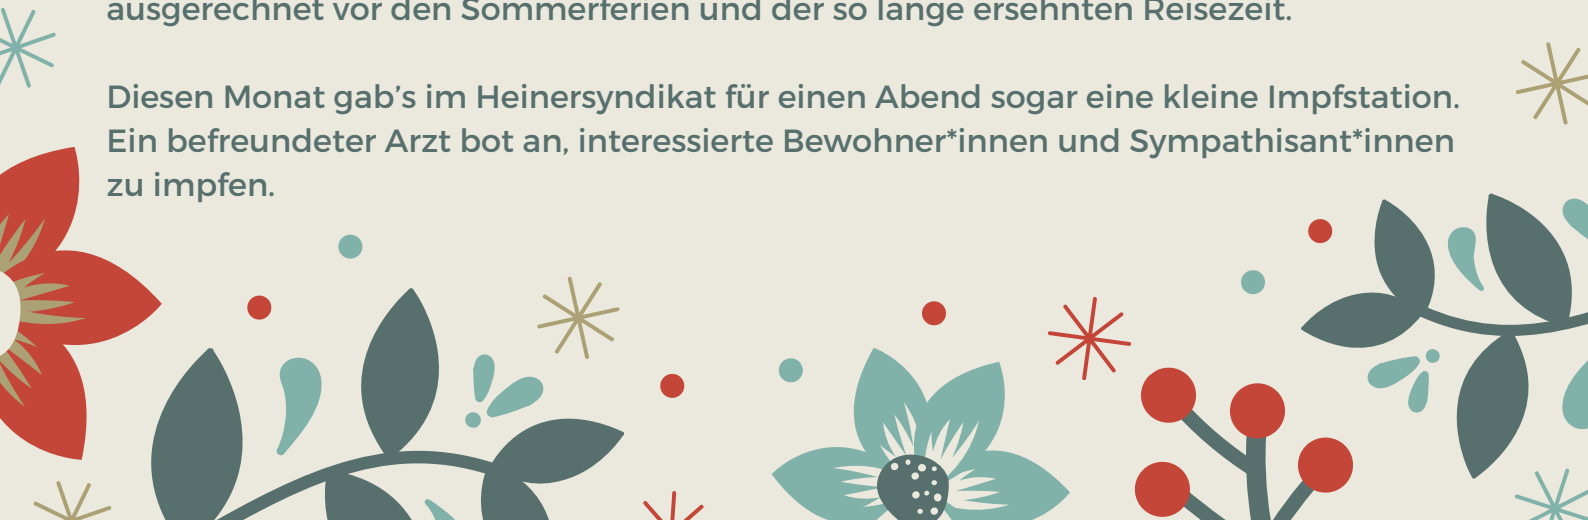 ausgerechnet vor den Sommerferien und der so lange ersehnten Reisezeit.
Diesen Monat gab’s im Heinersyndikat für einen Abend sogar eine kleine Impfstation.
Ein befreundeter Arzt bot an, interessierte Bewohner*innen und Sympathisant*innen
zu impfen.